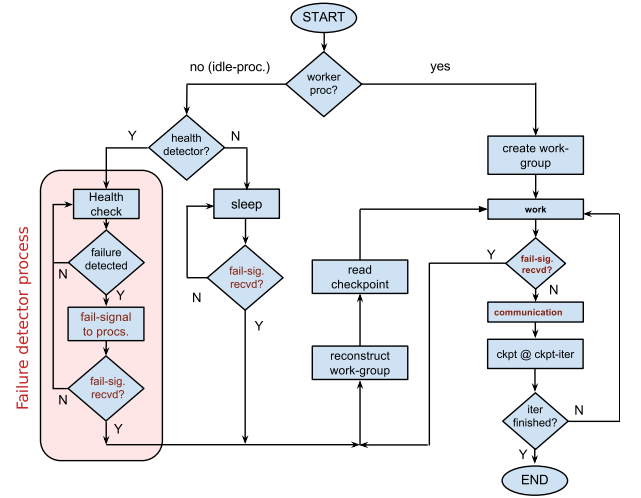 START
no (idle-proc.)
yes
worker
proc?
Y
N
health
detector?
create work-
group
Failure detector process
Health
check
sleep
work
failure
detected
N
Y
fail-sig.
recvd?
N
Y
read
checkpoint
Y
fail-sig.
recvd?
N
fail-signal
to procs.
communication
reconstruct
work-group
ckpt @ ckpt-iter
fail-sig.
recvd?
N
Y
iter
finished?
N
Y
END